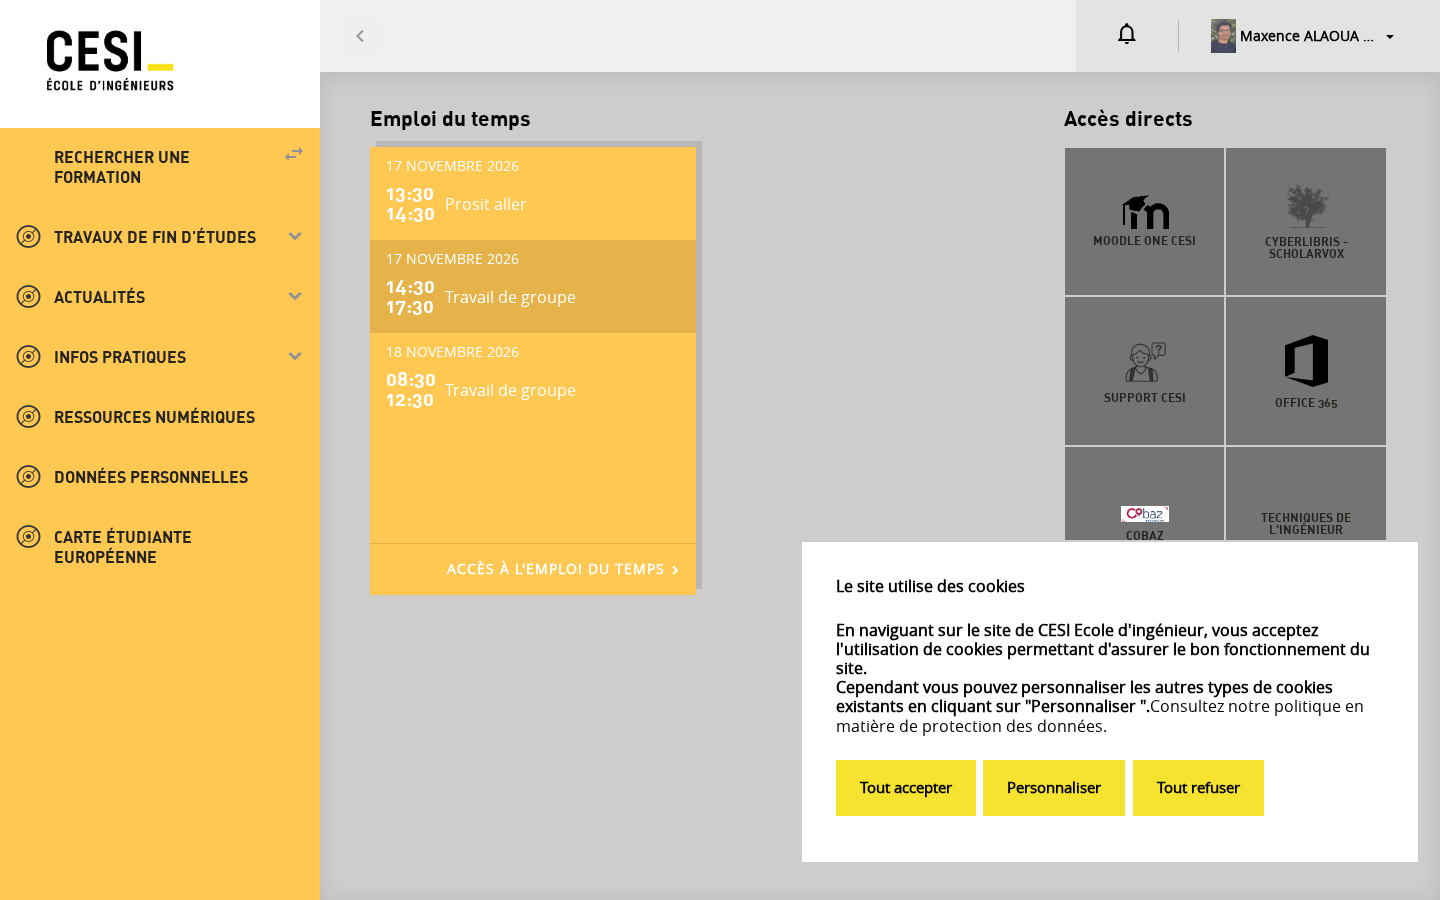 CESI_
ÉCOLE D'INGÉNIEURS
RECHERCHER UNE
FORMATION
TRAVAUX DE FIN D'ÉTUDES
ACTUALITÉS
INFOS PRATIQUES
RESSOURCES NUMÉRIQUES
DONNÉES PERSONNELLES
CARTE ÉTUDIANTE
EUROPÉENNE
Maxence ALAOUA ...
Emploi du temps
17 NOVEMBRE 2026
13:30
14:30
Prosit aller
17 NOVEMBRE 2026
14:30
17:30
Travail de groupe
18 NOVEMBRE 2026
08:30
12:30
Travail de groupe
ACCÈS À L'EMPLOI DU TEMPS
Accès directs
MOODLE ONE CESI
CYBERLIBRIS -
SCHOLARVOX
SUPPORT CESI
OFFICE 365
Cobaz
COBAZ
TECHNIQUES DE
L'INGÉNIEUR
Le site utilise des cookies
En naviguant sur le site de CESI Ecole d'ingénieur, vous acceptez
l'utilisation de cookies permettant d'assurer le bon fonctionnement du
site.
Cependant vous pouvez personnaliser les autres types de cookies
existants en cliquant sur "Personnaliser ".Consultez notre politique en
matière de protection des données.
Tout accepter
Personnaliser
Tout refuser